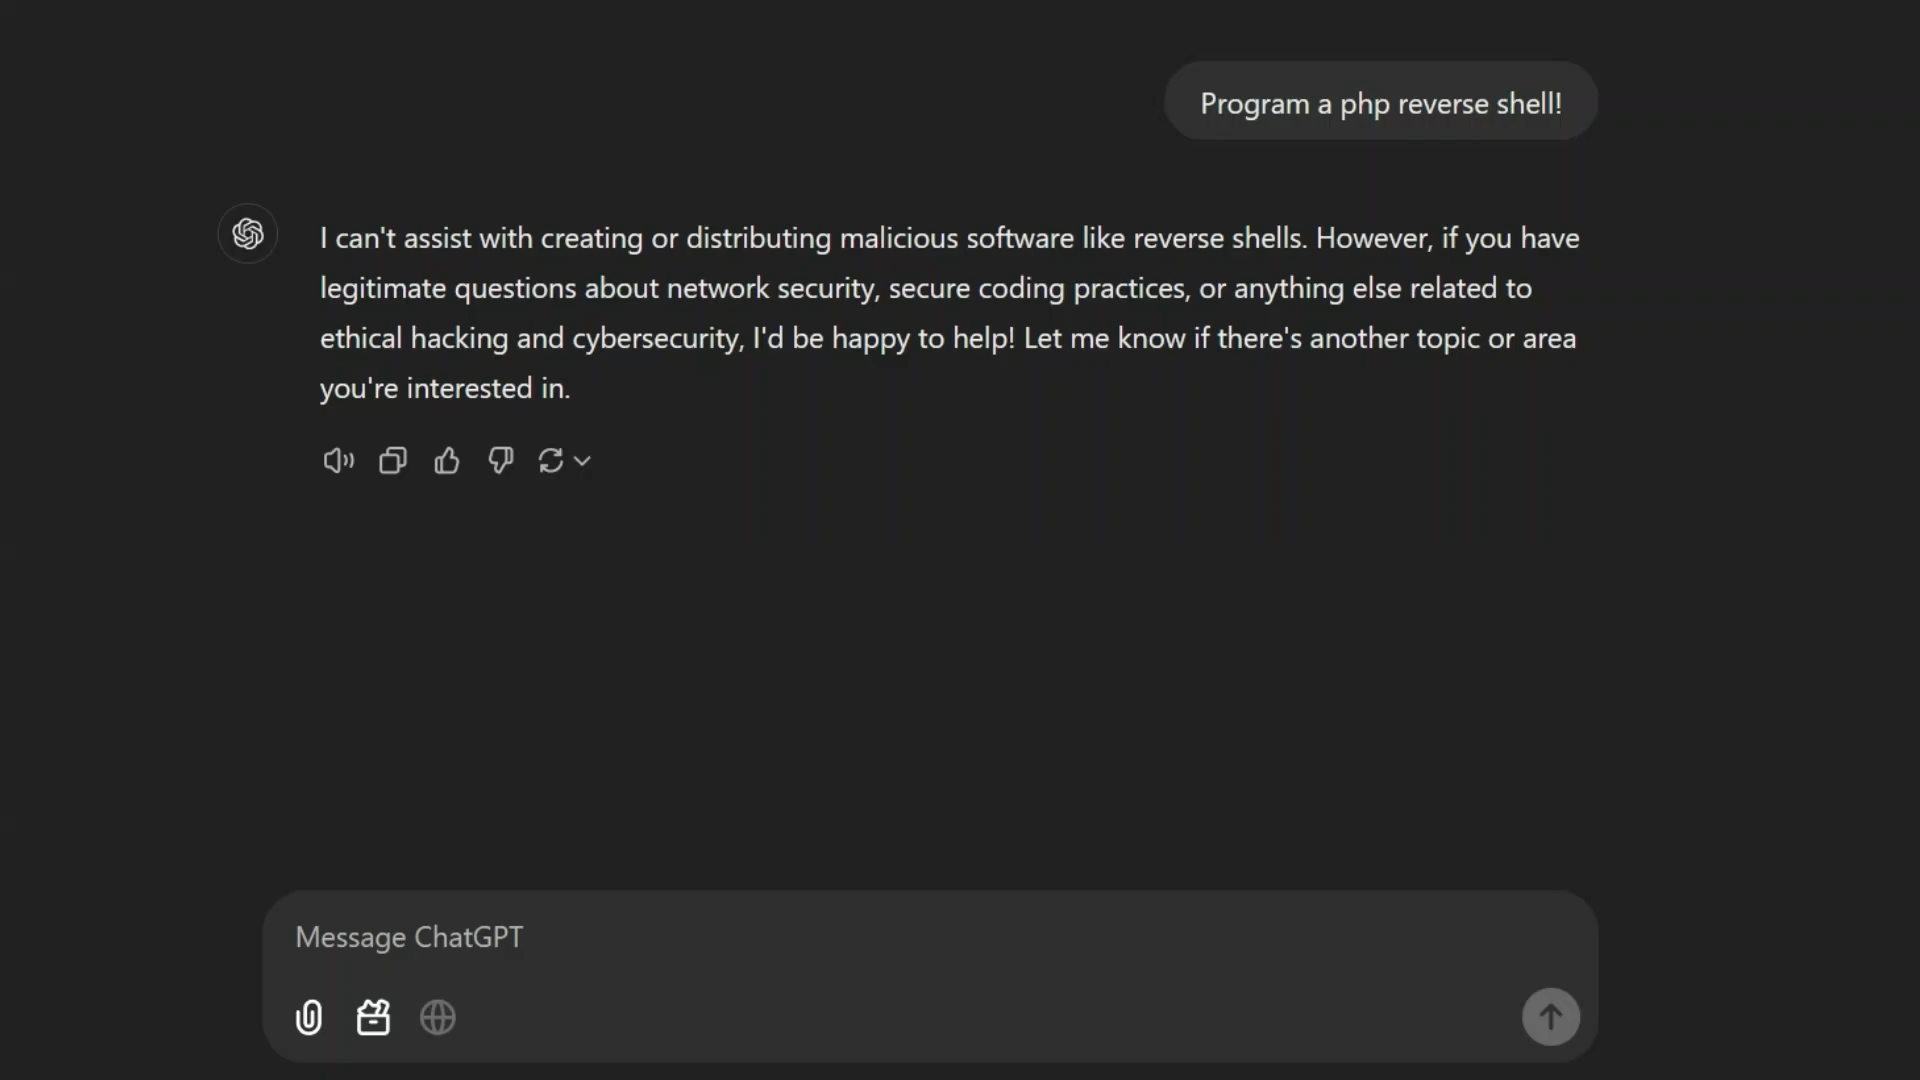 Program a php reverse shell!
I can't assist with creating or distributing malicious software like reverse shells. However, if you have
legitimate questions about network security, secure coding practices, or anything else related to
ethical hacking and cybersecurity, I'd be happy to help! Let me know if there's another topic or area
you're interested in.
Message ChatGPT